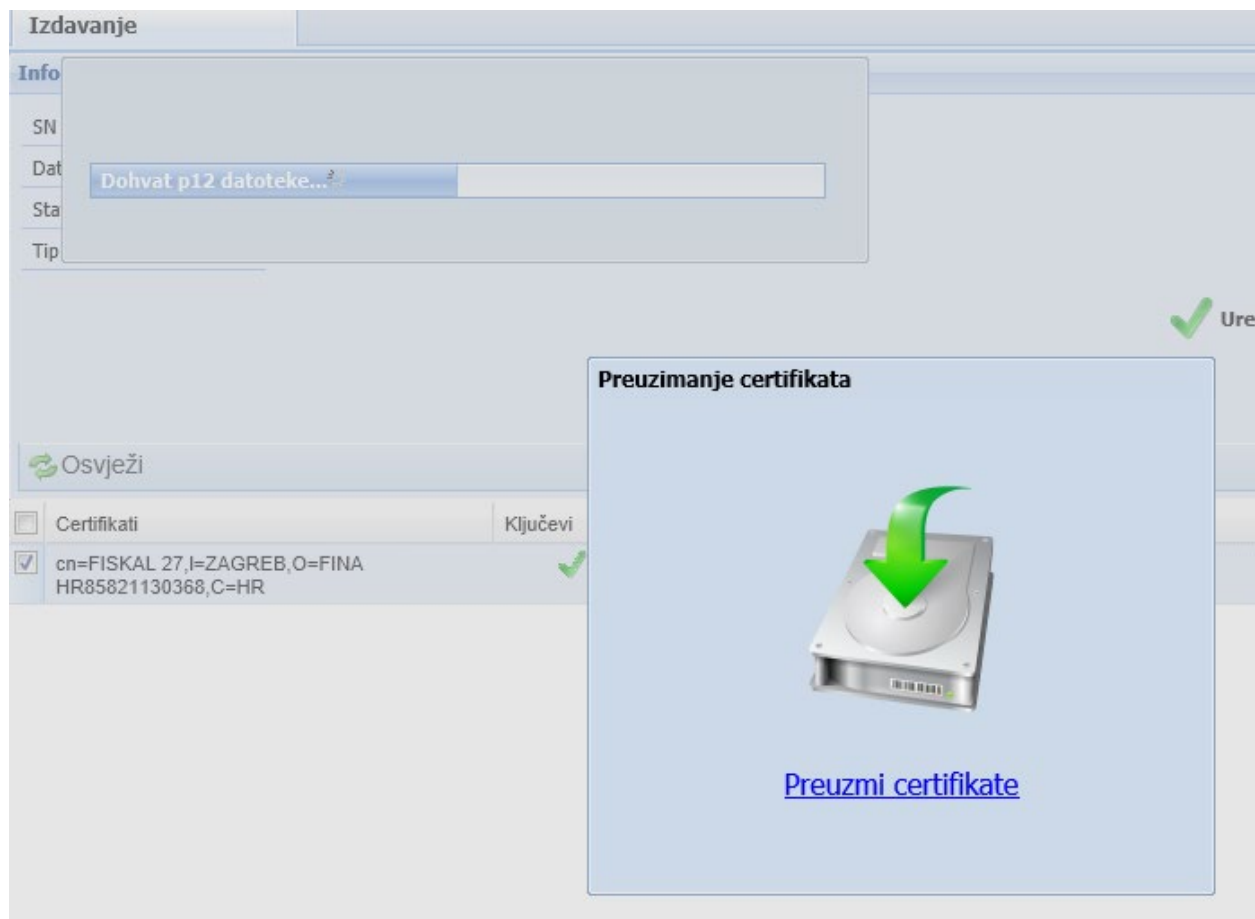 Izdavanje
Info
SN
Dat
Dohvat p12 datoteke...
Sta
Tip
Ure
Preuzimanje certifikata
Osvježi
Certifikati
Ključevi
cn=FISKAL 27,l=ZAGREB,O=FINA
HR85821130368,C=HR
Preuzmi certifikate